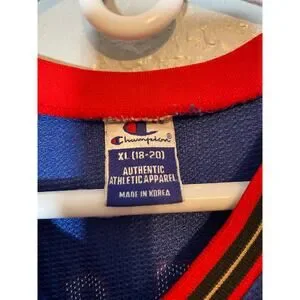 Champion
XL (18-20)
AUTHENTIC
ATHLETIC APPAREL
MADE IN KOREA